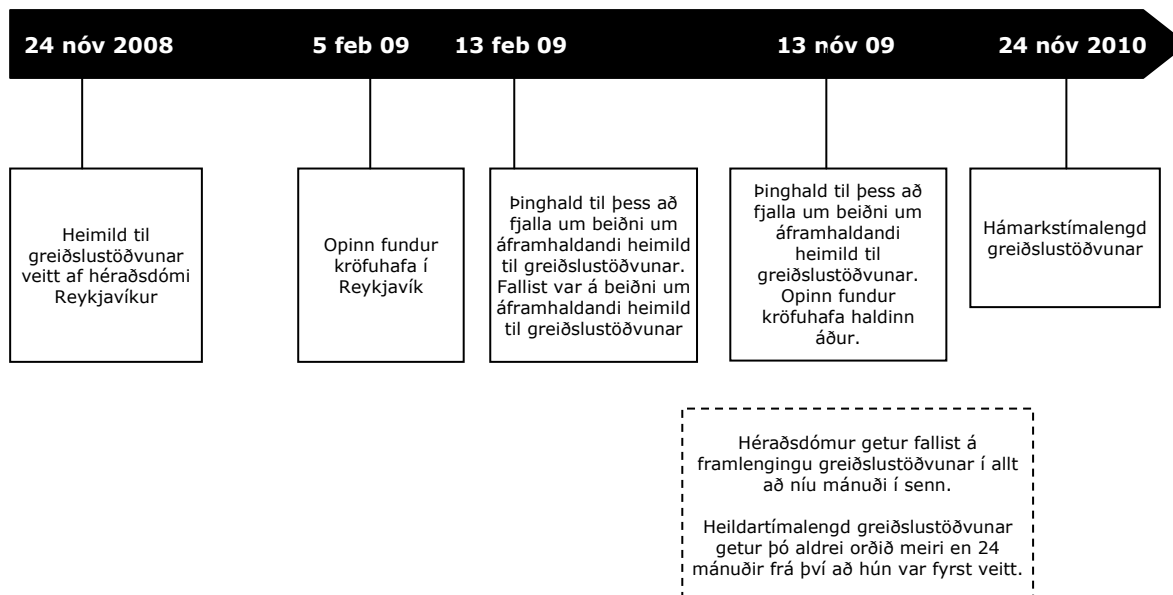 24 nóv 2008
5 feb 09
13 feb 09
13 nóv 09
24 nóv 2010
Heimild til
greiðslustöðvunar
veitt af héraðsdómi
Reykjavíkur
Opinn fundur
kröfuhafa í
Reykjavík
Þinghald til þess að
fjalla um beiðni um
áframhaldandi heimild
til greiðslustöðvunar.
Fallist var á beiðni um
áframhaldandi heimild
til greiðslustöðvunar
Þinghald til þess að
fjalla um beiðni um
áframhaldandi
heimild til
greiðslustöðvunar.
Opinn fundur
kröfuhafa haldinn
áður.
Hámarkstímalengd
greiðslustöðvunar
Héraðsdómur getur fallist á
framlengingu greiðslustöðvunar í allt
að níu mánuði í senn.
Heildartímalengd greiðslustöðvunar
getur þó aldrei orðið meiri en 24
mánuðir frá því að hún var fyrst veitt.